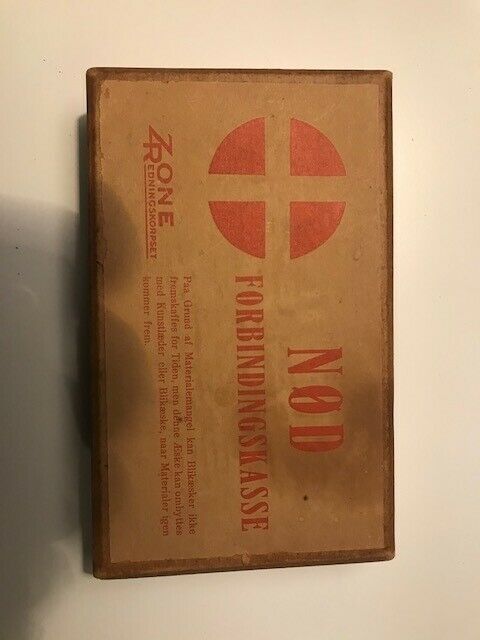 NØD
FORBINDINGSKASSE
ZONE
REDNINGSKORPSET
Paa Grund af Materialemangel kan Blikæsker ikke
fremskaffes for Tiden, men denne Æske kan ombyttes
med Kunstlæder eller Blikæske, naar Materialer igen
kommer frem.